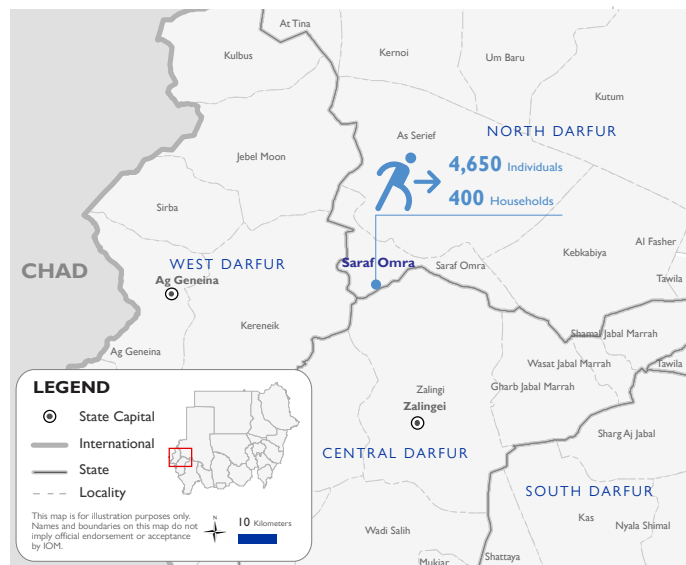 At Tina
Kulbus
Kernoi
Um Baru
Kutum
As Serief
NORTH DARFUR
Jebel Moon
4,650 Individuals
400 Households
Sirba
Al Fasher
Kebkabiya
CHAD
WEST DARFUR
Saraf Omra
Saraf Omra
Tawila
Ag Geneina
Kereneik
Shamal Jabal Marrah
Ag Geneina
Wasat Jabal Marrah
Tawila
Zalingi
Gharb Jabal Marrah
Zalingei
Sharg Aj Jabal
CENTRAL DARFUR
SOUTH DARFUR
Kas
Nyala Shimal
Wadi Salih
Shattaya
Mukjar
LEGEND
State Capital
International
State
Locality
This map is for illustration purposes only.
Names and boundaries on this map do not
imply official endorsement or acceptance
by IOM.
N
10 Kilometers